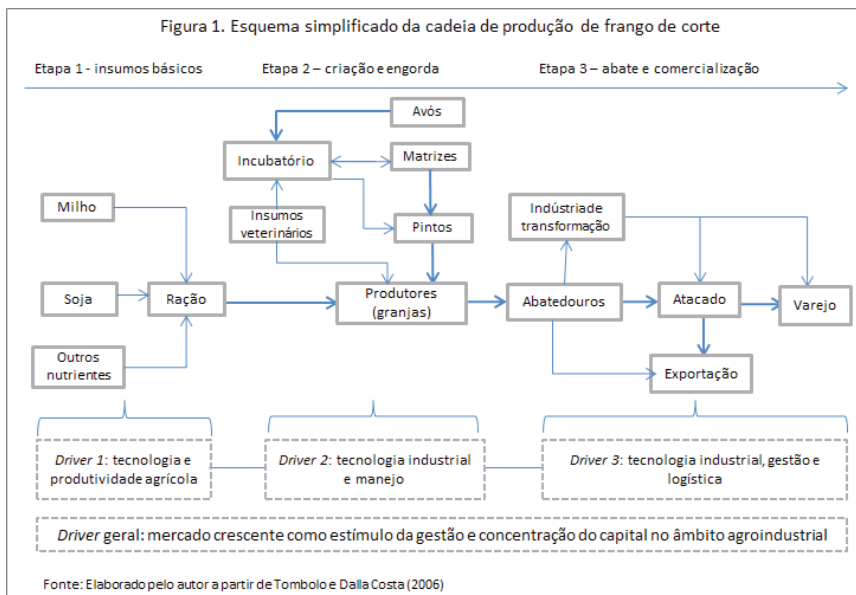 Figura 1. Esquema simplificado da cadeia de produção de frango de corte
Etapa 1 - insumos básicos
Etapa 2 – criação e engorda
Etapa 3 – abate e comercialização
Avós
Incubatório
Matrizes
Milho
Insumos
veterinários
Pintos
Indústria de
transformação
Soja
Ração
Produtores
(granjas)
Abatedouros
Atacado
Varejo
Outros
nutrientes
Exportação
Driver 1: tecnologia e
produtividade agrícola
Driver 2: tecnologia industrial
e manejo
Driver 3: tecnologia industrial, gestão e
logística
Driver geral: mercado crescente como estímulo da gestão e concentração do capital no âmbito agroindustrial
Fonte: Elaborado pelo autor a partir de Tombolo e Dalla Costa (2006)